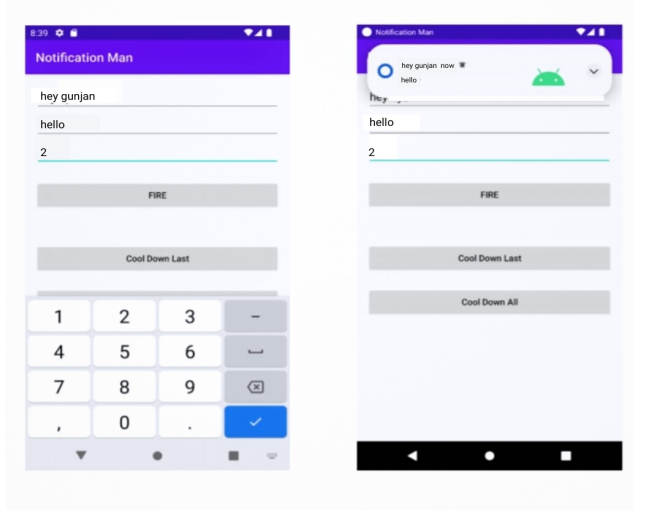 8:39
Notification Man
hey gunjan
hello
2
FIRE
Cool Down Last
1 2 3 –
4 5 6
7 8 9
, 0 .
Notification Man
hey gunjan now
hello
hey
hello
2
FIRE
Cool Down Last
Cool Down All